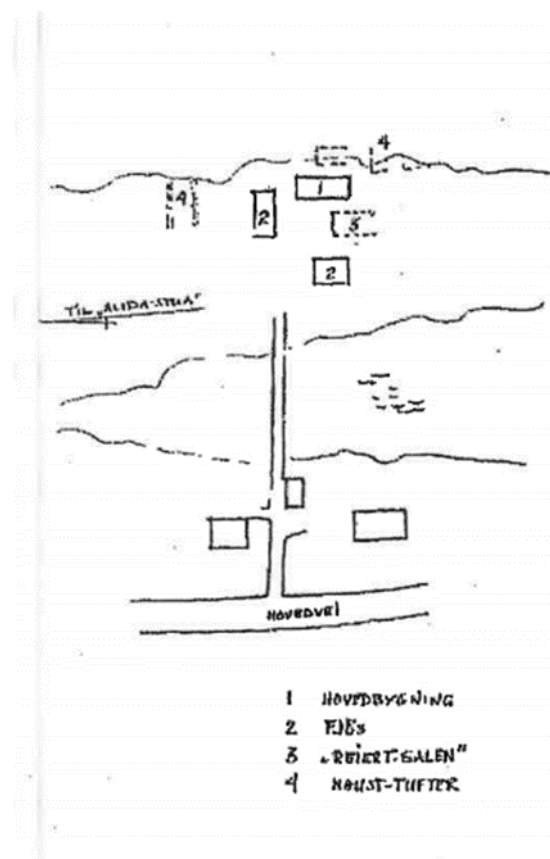 4
1
4
2
3
2
TIL „ALIDA-STUA"
HOVEDVEI
1 HOVEDBYGNING
2 FJØS
3 „REIERT-SALEN"
4 NAUST-TUFTER